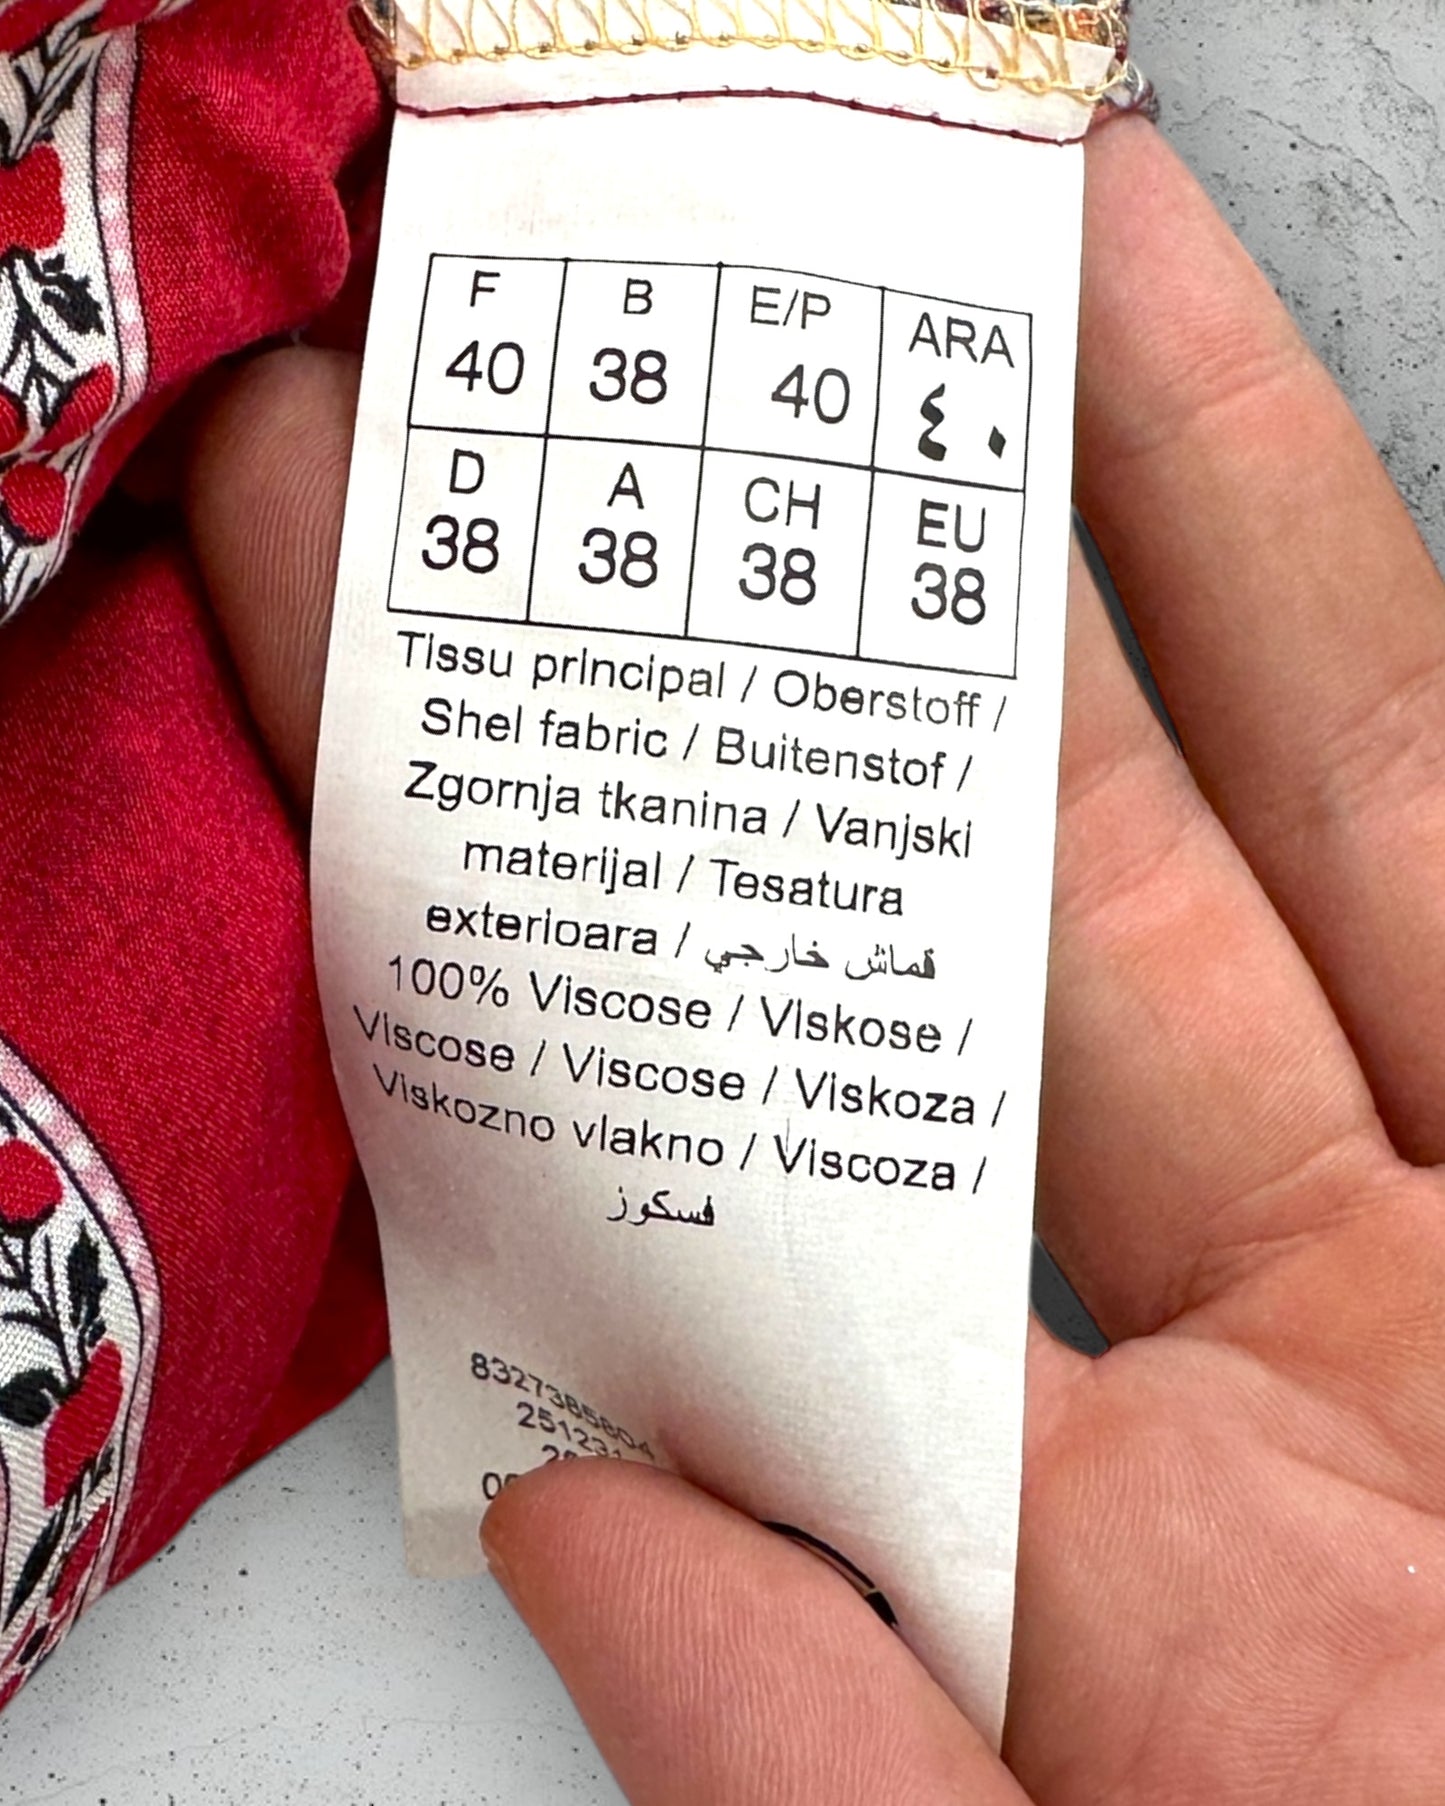 F B E/P ARA
40 38 40 ٤٠
D A CH EU
38 38 38 38
Tissu principal / Oberstoff /
Shel fabric / Buitenstof /
Zgornja tkanina / Vanjski
materijal / Tesatura
exterioara / قماش خارجي
100% Viscose / Viskose /
Viscose / Viscose / Viskoza /
Viskozno vlakno / Viscoza /
فسكوز
8327385804